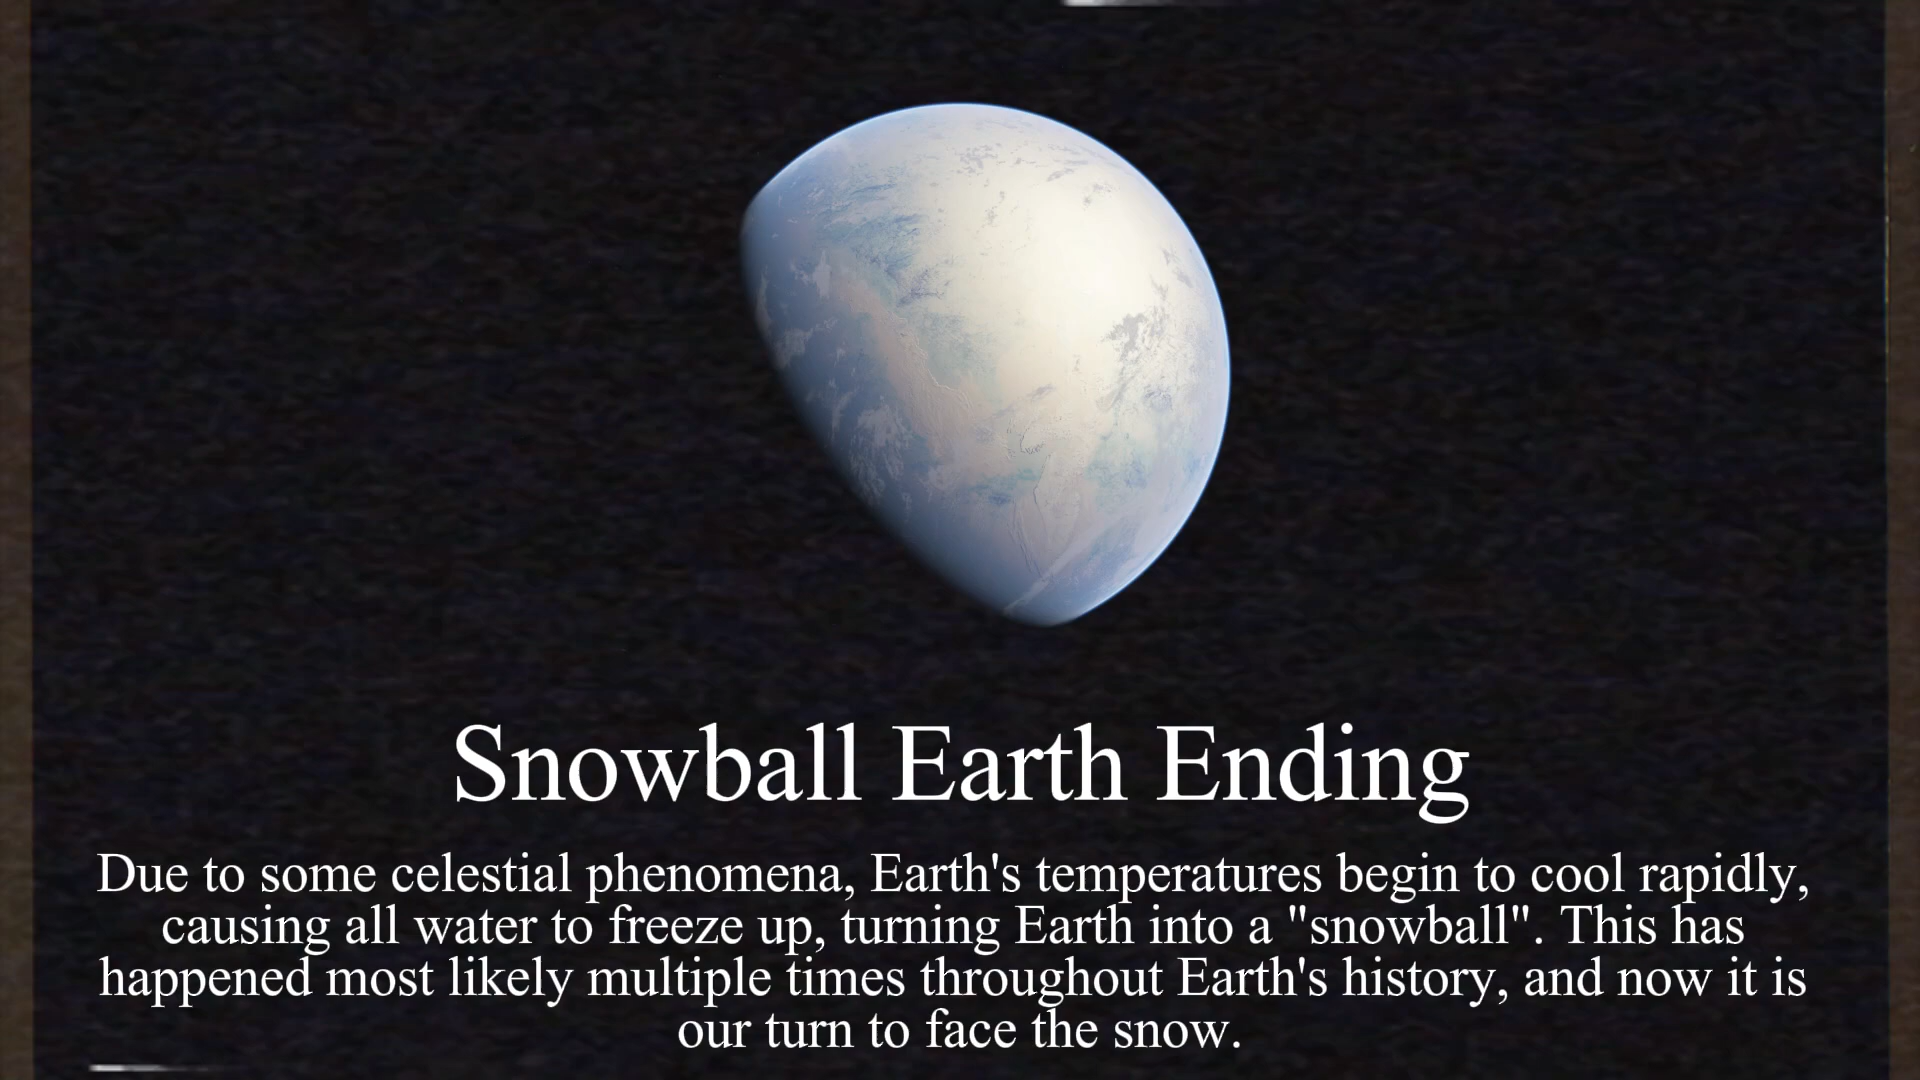 Snowball Earth Ending
Due to some celestial phenomena, Earth's temperatures begin to cool rapidly,
causing all water to freeze up, turning Earth into a "snowball". This has
happened most likely multiple times throughout Earth's history, and now it is
our turn to face the snow.